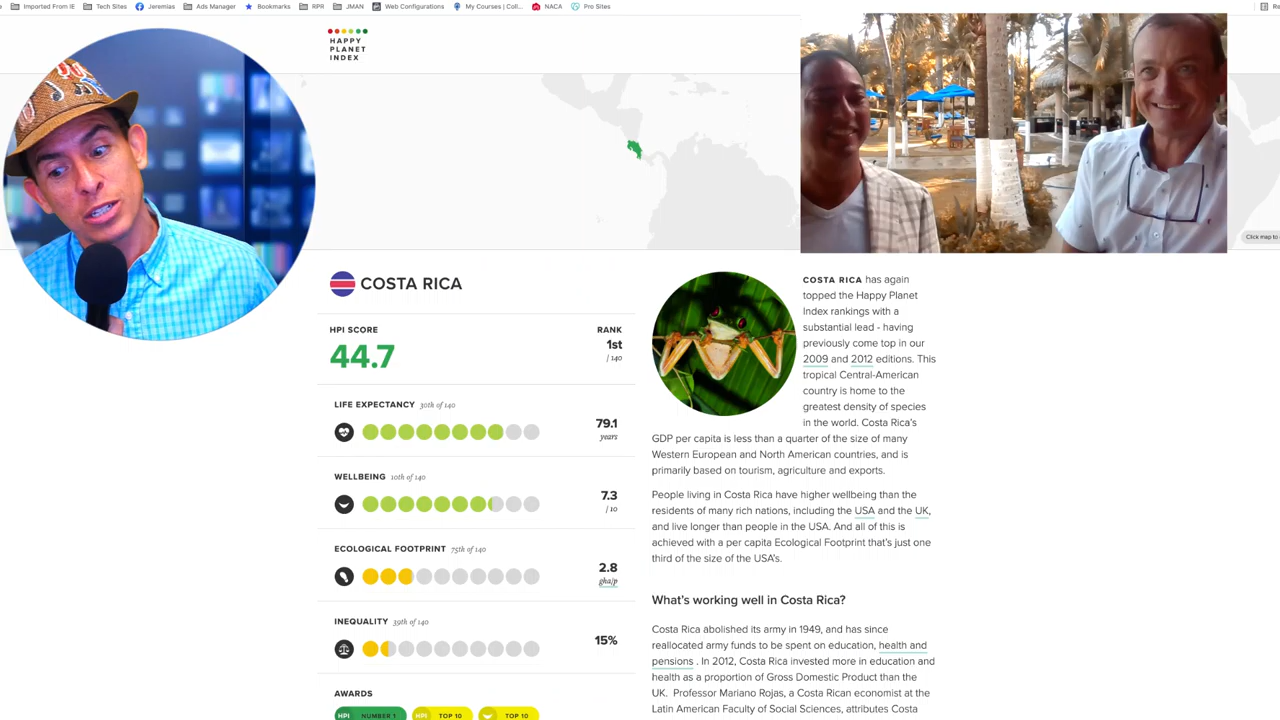 Imported From IE
Tech Sites
Jeremias
Ads Manager
Bookmarks
RPR
JMAN
Web Configurations
My Courses | Coll...
NACA
Pro Sites
HAPPY
PLANET
INDEX
Click map to
COSTA RICA
HPI SCORE
44.7
RANK
1st
/ 140
LIFE EXPECTANCY 30th of 140
79.1
years
WELLBEING 10th of 140
7.3
/ 10
ECOLOGICAL FOOTPRINT 75th of 140
2.8
gha/p
INEQUALITY 39th of 140
15%
AWARDS
HPI NUMBER 1
HPI TOP 10
TOP 10
COSTA RICA has again
topped the Happy Planet
Index rankings with a
substantial lead - having
previously come top in our
2009 and 2012 editions. This
tropical Central-American
country is home to the
greatest density of species
in the world. Costa Rica's
GDP per capita is less than a quarter of the size of many
Western European and North American countries, and is
primarily based on tourism, agriculture and exports.
People living in Costa Rica have higher wellbeing than the
residents of many rich nations, including the USA and the UK,
and live longer than people in the USA. And all of this is
achieved with a per capita Ecological Footprint that's just one
third of the size of the USA's.
What's working well in Costa Rica?
Costa Rica abolished its army in 1949, and has since
reallocated army funds to be spent on education, health and
pensions . In 2012, Costa Rica invested more in education and
health as a proportion of Gross Domestic Product than the
UK. Professor Mariano Rojas, a Costa Rican economist at the
Latin American Faculty of Social Sciences, attributes Costa